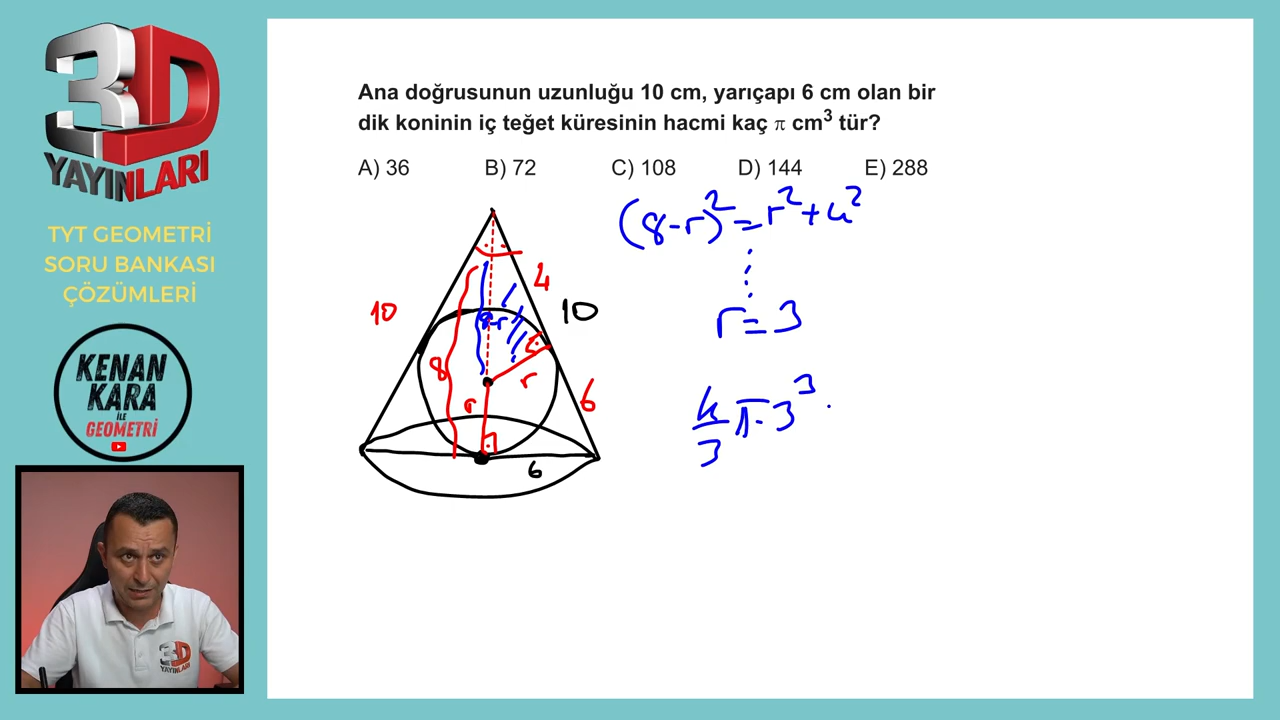 3D
YAYINLARI
TYT GEOMETRİ
SORU BANKASI
ÇÖZÜMLERİ
KENAN
KARA
İLE
GEOMETRİ
3D
YAYINLARI
Ana doğrusunun uzunluğu 10 cm, yarıçapı 6 cm olan bir
dik koninin iç teğet küresinin hacmi kaç π cm³ tür?
A) 36 B) 72 C) 108 D) 144 E) 288
(8-r)² = r² + 4²
r = 3
4/3 π · 3³ ·
10
4
10
8-r
8
r
r
6
6